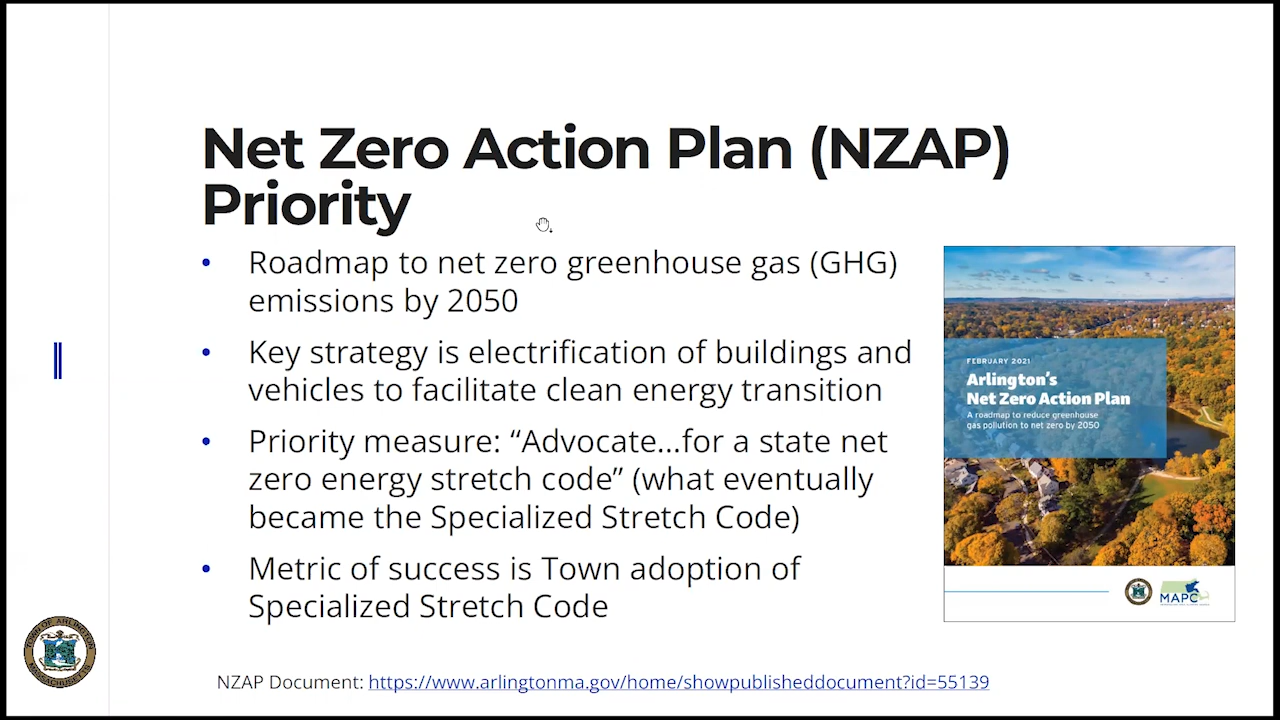 Net Zero Action Plan (NZAP)
Priority
• Roadmap to net zero greenhouse gas (GHG)
emissions by 2050
• Key strategy is electrification of buildings and
vehicles to facilitate clean energy transition
• Priority measure: “Advocate...for a state net
zero energy stretch code” (what eventually
became the Specialized Stretch Code)
• Metric of success is Town adoption of
Specialized Stretch Code
FEBRUARY 2021
Arlington's
Net Zero Action Plan
A roadmap to reduce greenhouse
gas pollution to net zero by 2050
MAPC
TOWN OF ARLINGTON
MASSACHUSETTS
NZAP Document: https://www.arlingtonma.gov/home/showpublisheddocument?id=55139